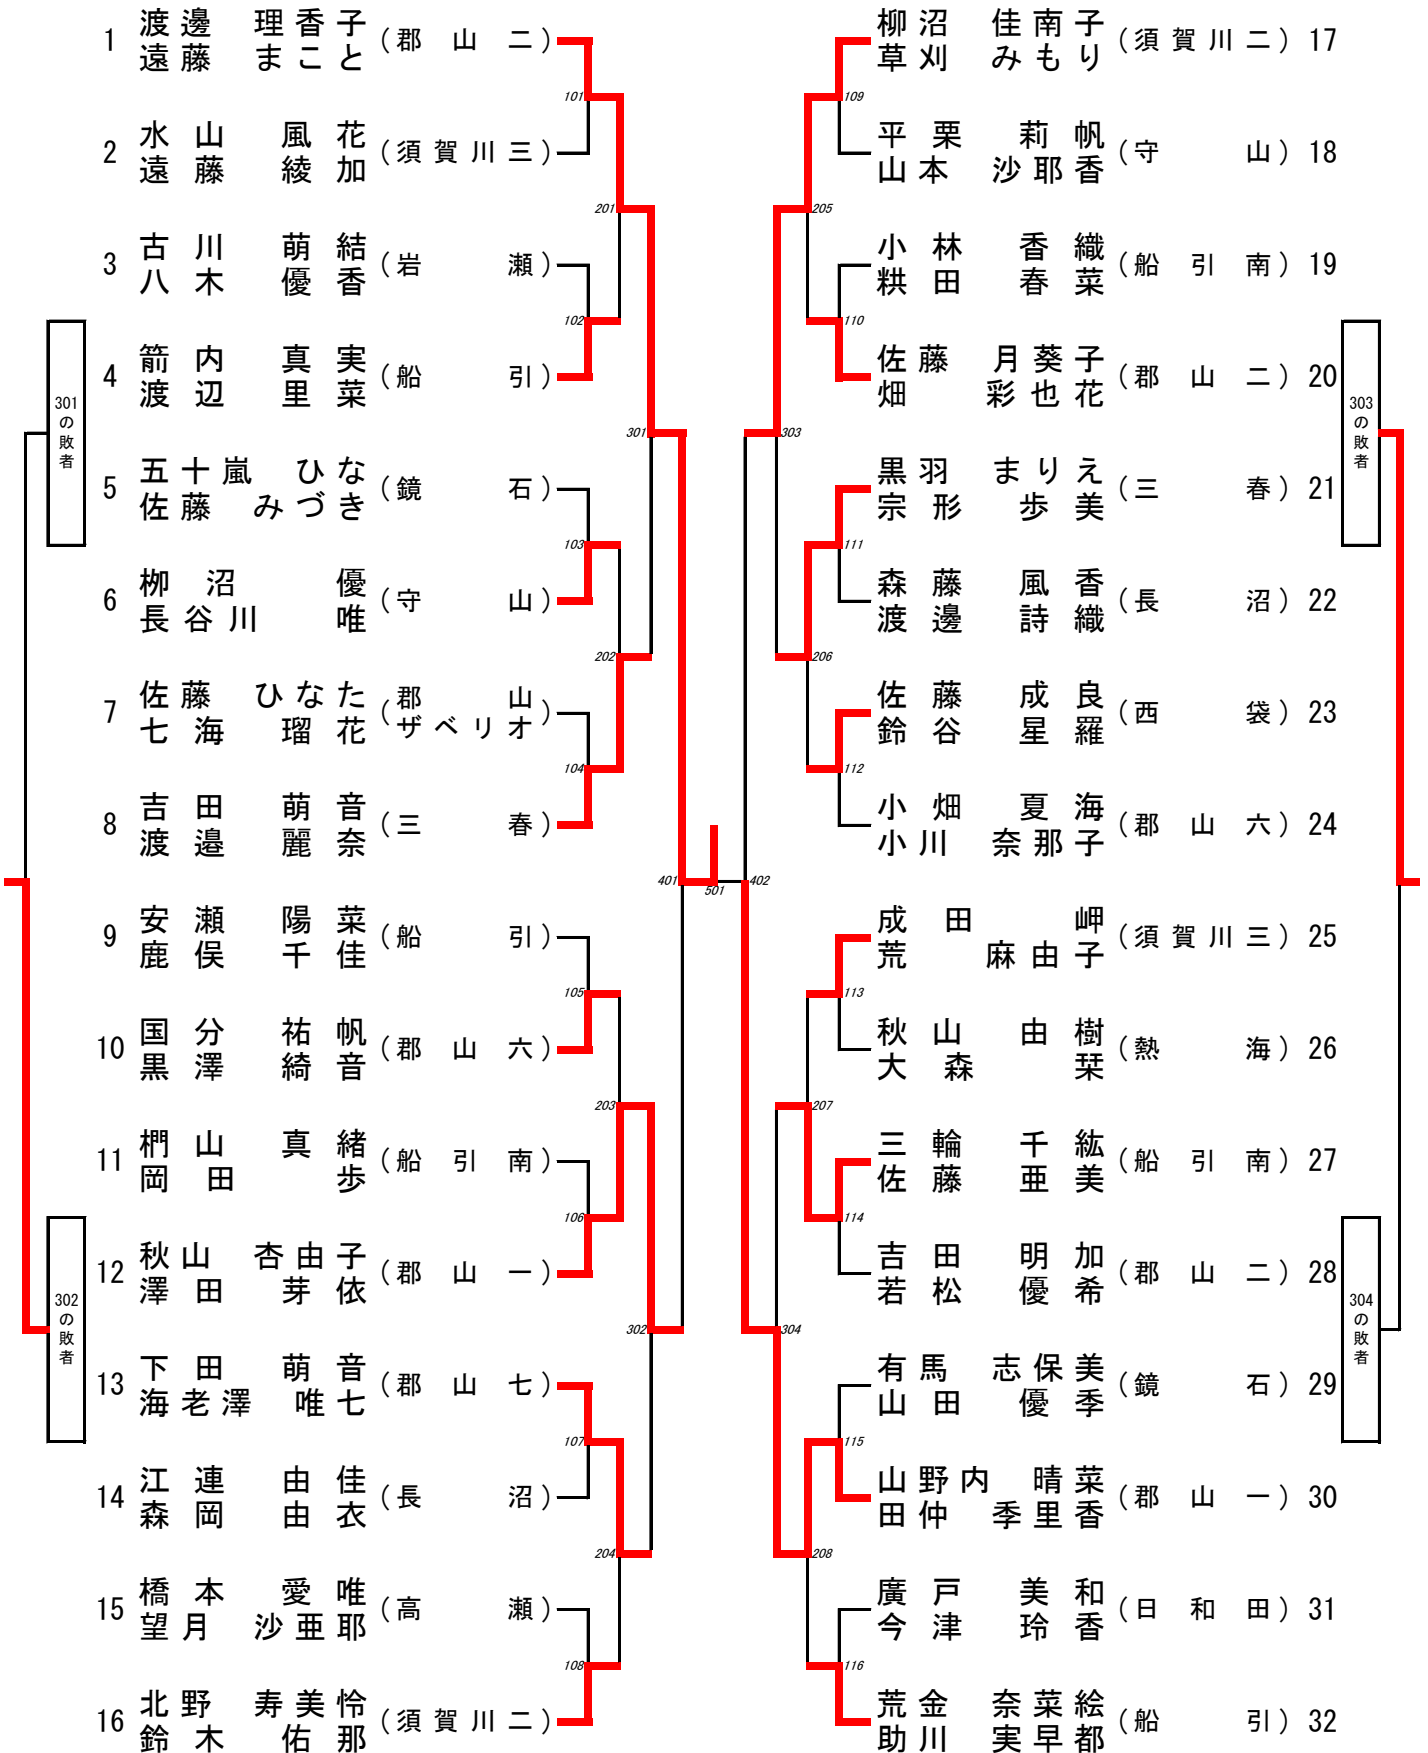 1 渡邊 理香子 (郡山二)
遠藤 まこと
2 水山 風花 (須賀川三)
遠藤 綾加
3 古川 萌結 (岩瀬)
八木 優香
4 箭内 真実 (船引)
渡辺 里菜
5 五十嵐 ひな (鏡石)
佐藤 みづき
6 栁沼 優 (守山)
長谷川 唯
7 佐藤 ひなた (郡山
七海 瑠花 ザベリオ)
8 吉田 萌音 (三春)
渡邉 麗奈
9 安瀬 陽菜 (船引)
鹿俣 千佳
10 国分 祐帆 (郡山六)
黒澤 綺音
11 椚山 真緒 (船引南)
岡田 歩
12 秋山 杏由子 (郡山一)
澤田 芽依
13 下田 萌音 (郡山七)
海老澤 唯七
14 江連 由佳 (長沼)
森岡 由衣
15 橋本 愛唯 (高瀬)
望月 沙亜耶
16 北野 寿美怜 (須賀川二)
鈴木 佑那
101
102
103
104
105
106
107
108
201
202
203
204
301
302
401
501
402
303
304
205
206
207
208
109
110
111
112
113
114
115
116
柳沼 佳南子 (須賀川二) 17
草刈 みもり
平栗 莉帆 (守山) 18
山本 沙耶香
小林 香織 (船引南) 19
粠田 春菜
佐藤 月葵子 (郡山二) 20
畑 彩也花
黒羽 まりえ (三春) 21
宗形 歩美
森藤 風香 (長沼) 22
渡邊 詩織
佐藤 成良 (西袋) 23
鈴谷 星羅
小畑 夏海 (郡山六) 24
小川 奈那子
成田 岬 (須賀川三) 25
荒 麻由子
秋山 由樹 (熱海) 26
大森 栞
三輪 千紘 (船引南) 27
佐藤 亜美
吉田 明加 (郡山二) 28
若松 優希
有馬 志保美 (鏡石) 29
山田 優季
山野内 晴菜 (郡山一) 30
田仲 季里香
廣戸 美和 (日和田) 31
今津 玲香
荒金 奈菜絵 (船引) 32
助川 実早都
301の敗者
302の敗者
303の敗者
304の敗者